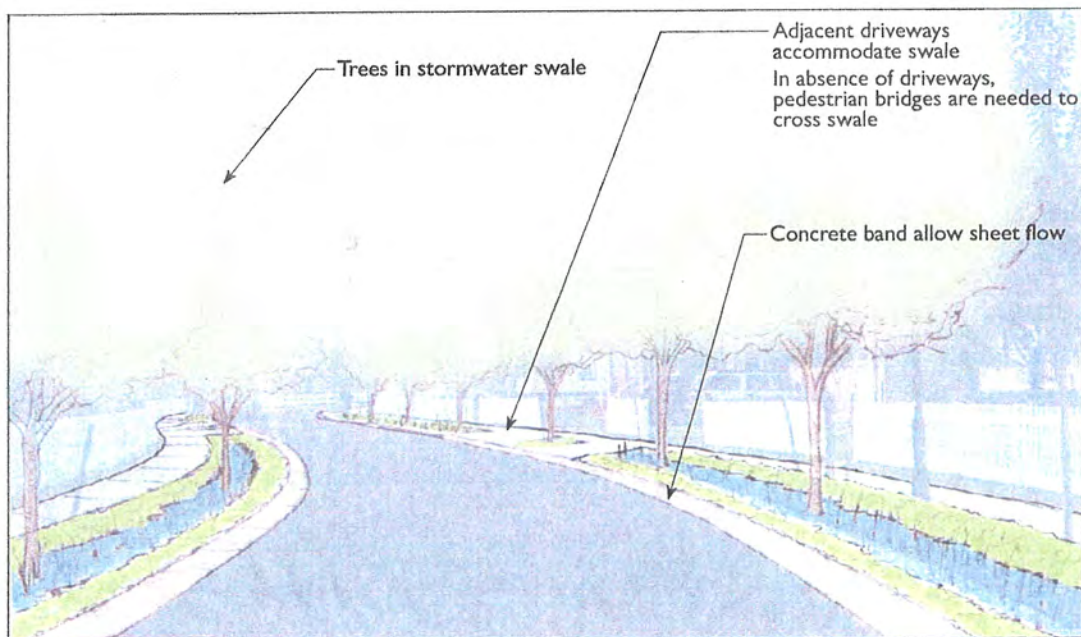 Trees in stormwater swale
Adjacent driveways
accommodate swale
In absence of driveways,
pedestrian bridges are needed to
cross swale
Concrete band allow sheet flow